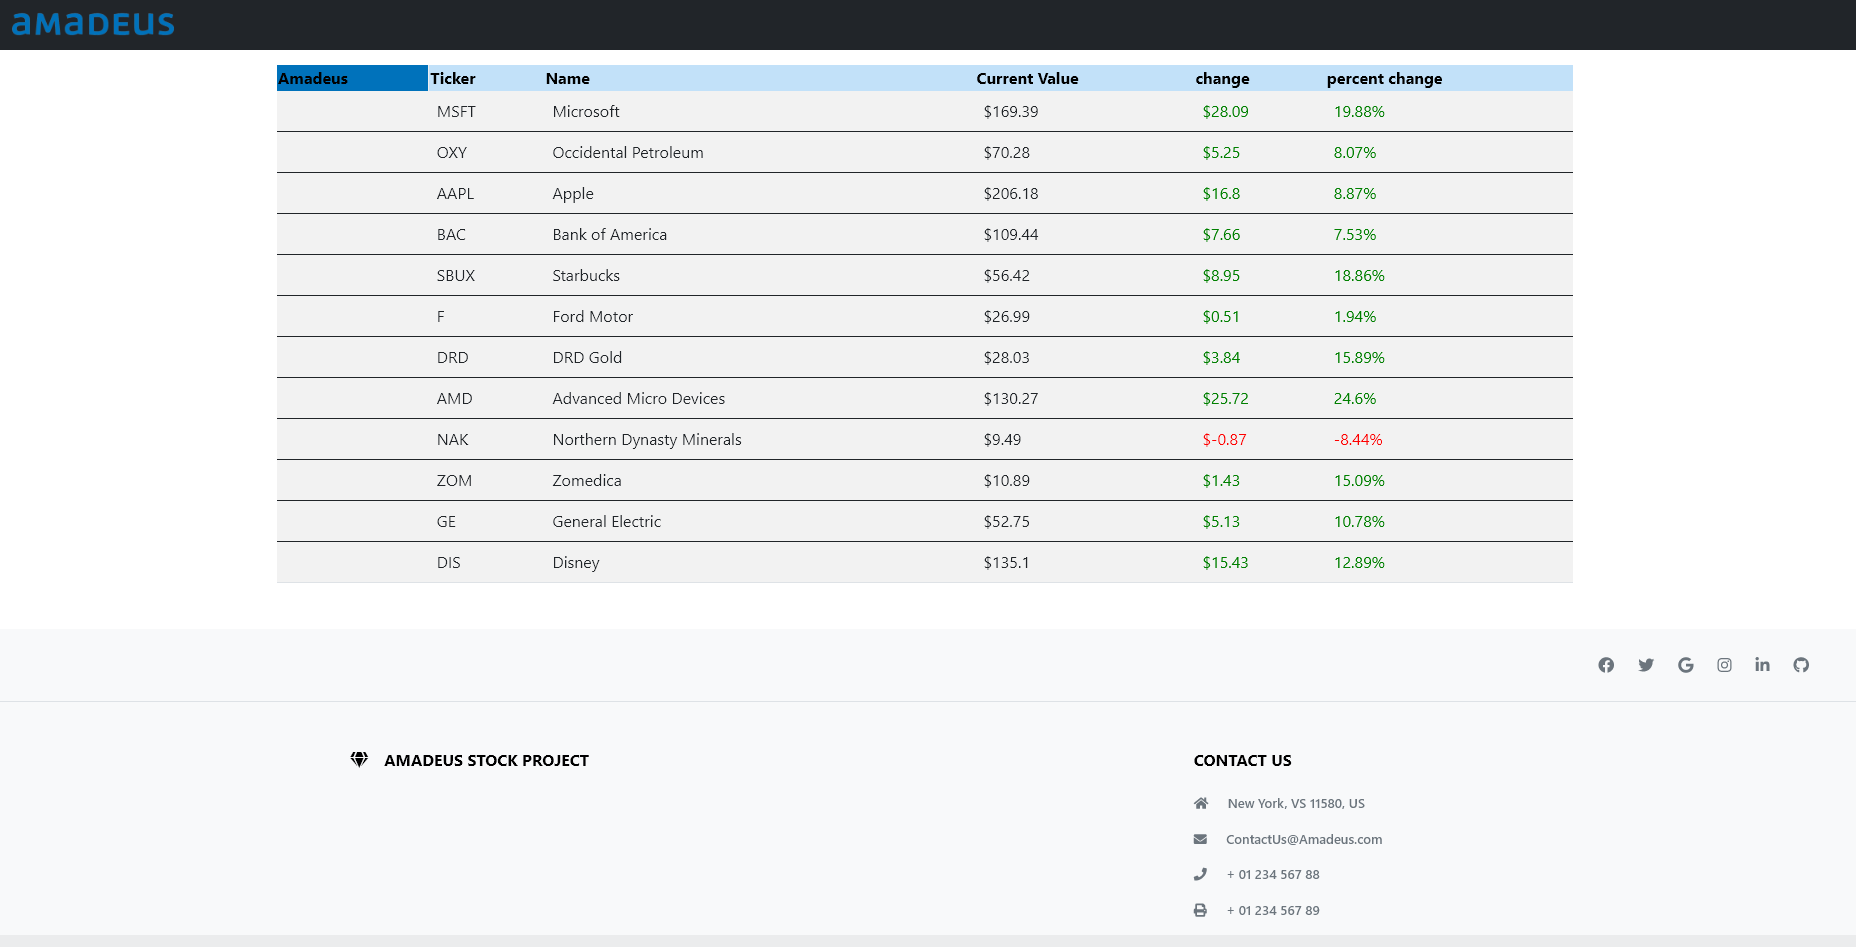 aMaDEUS
Amadeus Ticker Name Current Value change percent change
MSFT Microsoft $169.39 $28.09 19.88%
OXY Occidental Petroleum $70.28 $5.25 8.07%
AAPL Apple $206.18 $16.8 8.87%
BAC Bank of America $109.44 $7.66 7.53%
SBUX Starbucks $56.42 $8.95 18.86%
F Ford Motor $26.99 $0.51 1.94%
DRD DRD Gold $28.03 $3.84 15.89%
AMD Advanced Micro Devices $130.27 $25.72 24.6%
NAK Northern Dynasty Minerals $9.49 $-0.87 -8.44%
ZOM Zomedica $10.89 $1.43 15.09%
GE General Electric $52.75 $5.13 10.78%
DIS Disney $135.1 $15.43 12.89%
AMADEUS STOCK PROJECT
CONTACT US
New York, VS 11580, US
ContactUs@Amadeus.com
+ 01 234 567 88
+ 01 234 567 89